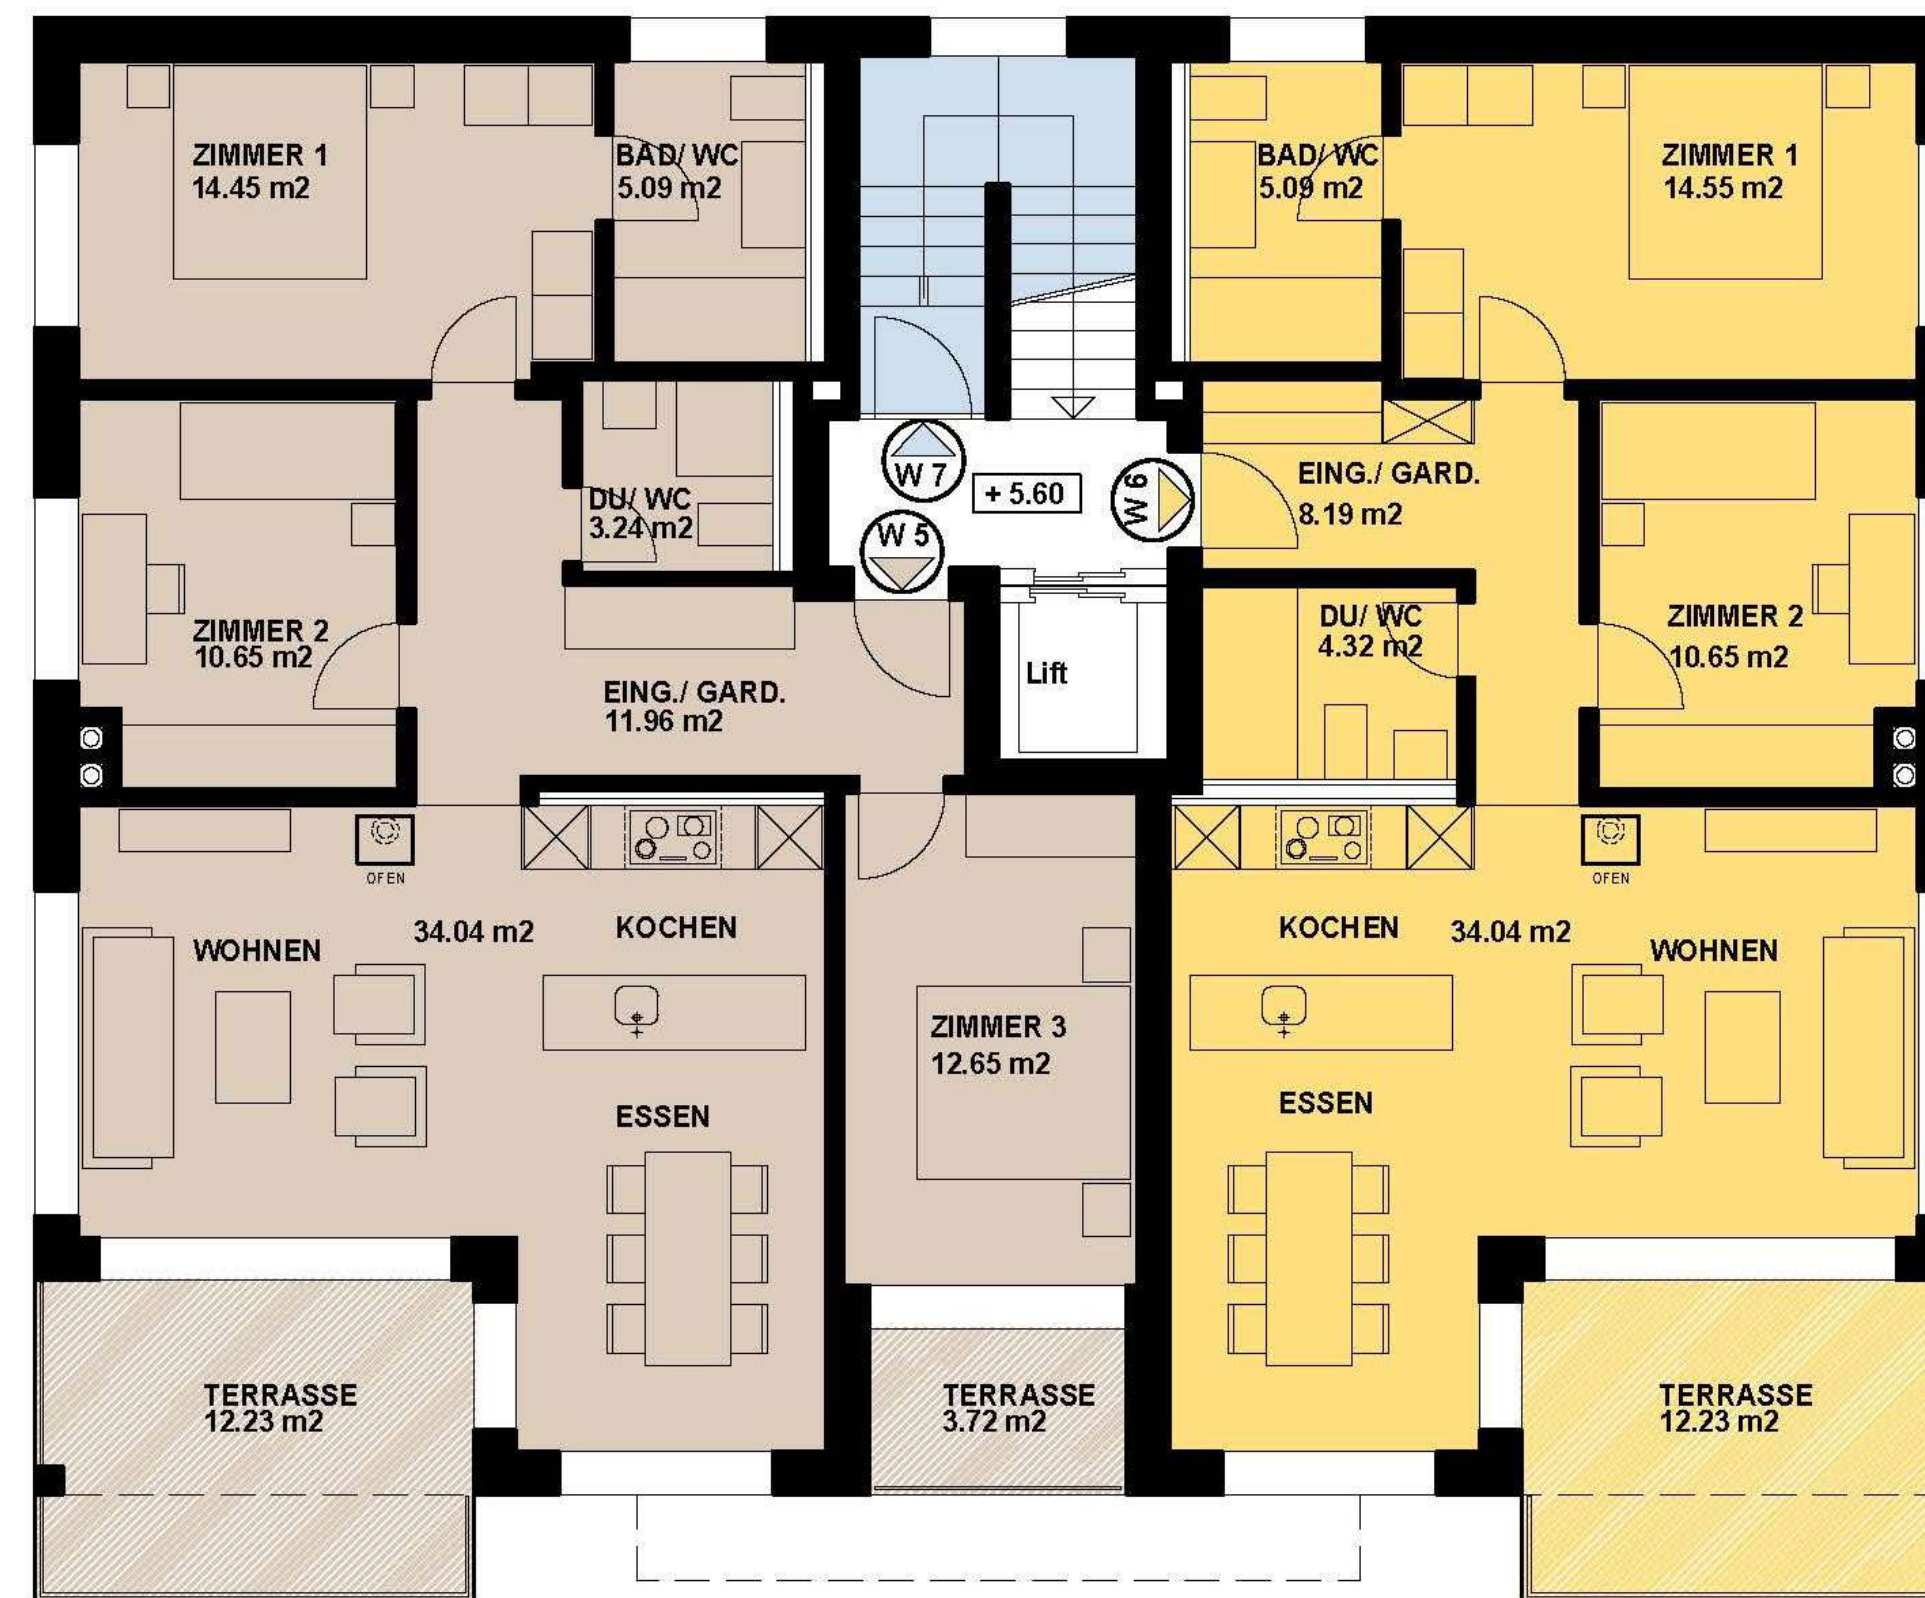 ZIMMER 1
14.45 m2
BAD/ WC
5.09 m2
BAD/ WC
5.09 m2
ZIMMER 1
14.55 m2
W 7
+ 5.60
W 6
W 5
DU/ WC
3.24 m2
EING./ GARD.
8.19 m2
ZIMMER 2
10.65 m2
EING./ GARD.
11.96 m2
Lift
DU/ WC
4.32 m2
ZIMMER 2
10.65 m2
OFEN
OFEN
WOHNEN
34.04 m2
KOCHEN
KOCHEN
34.04 m2
WOHNEN
ZIMMER 3
12.65 m2
ESSEN
ESSEN
TERRASSE
12.23 m2
TERRASSE
3.72 m2
TERRASSE
12.23 m2